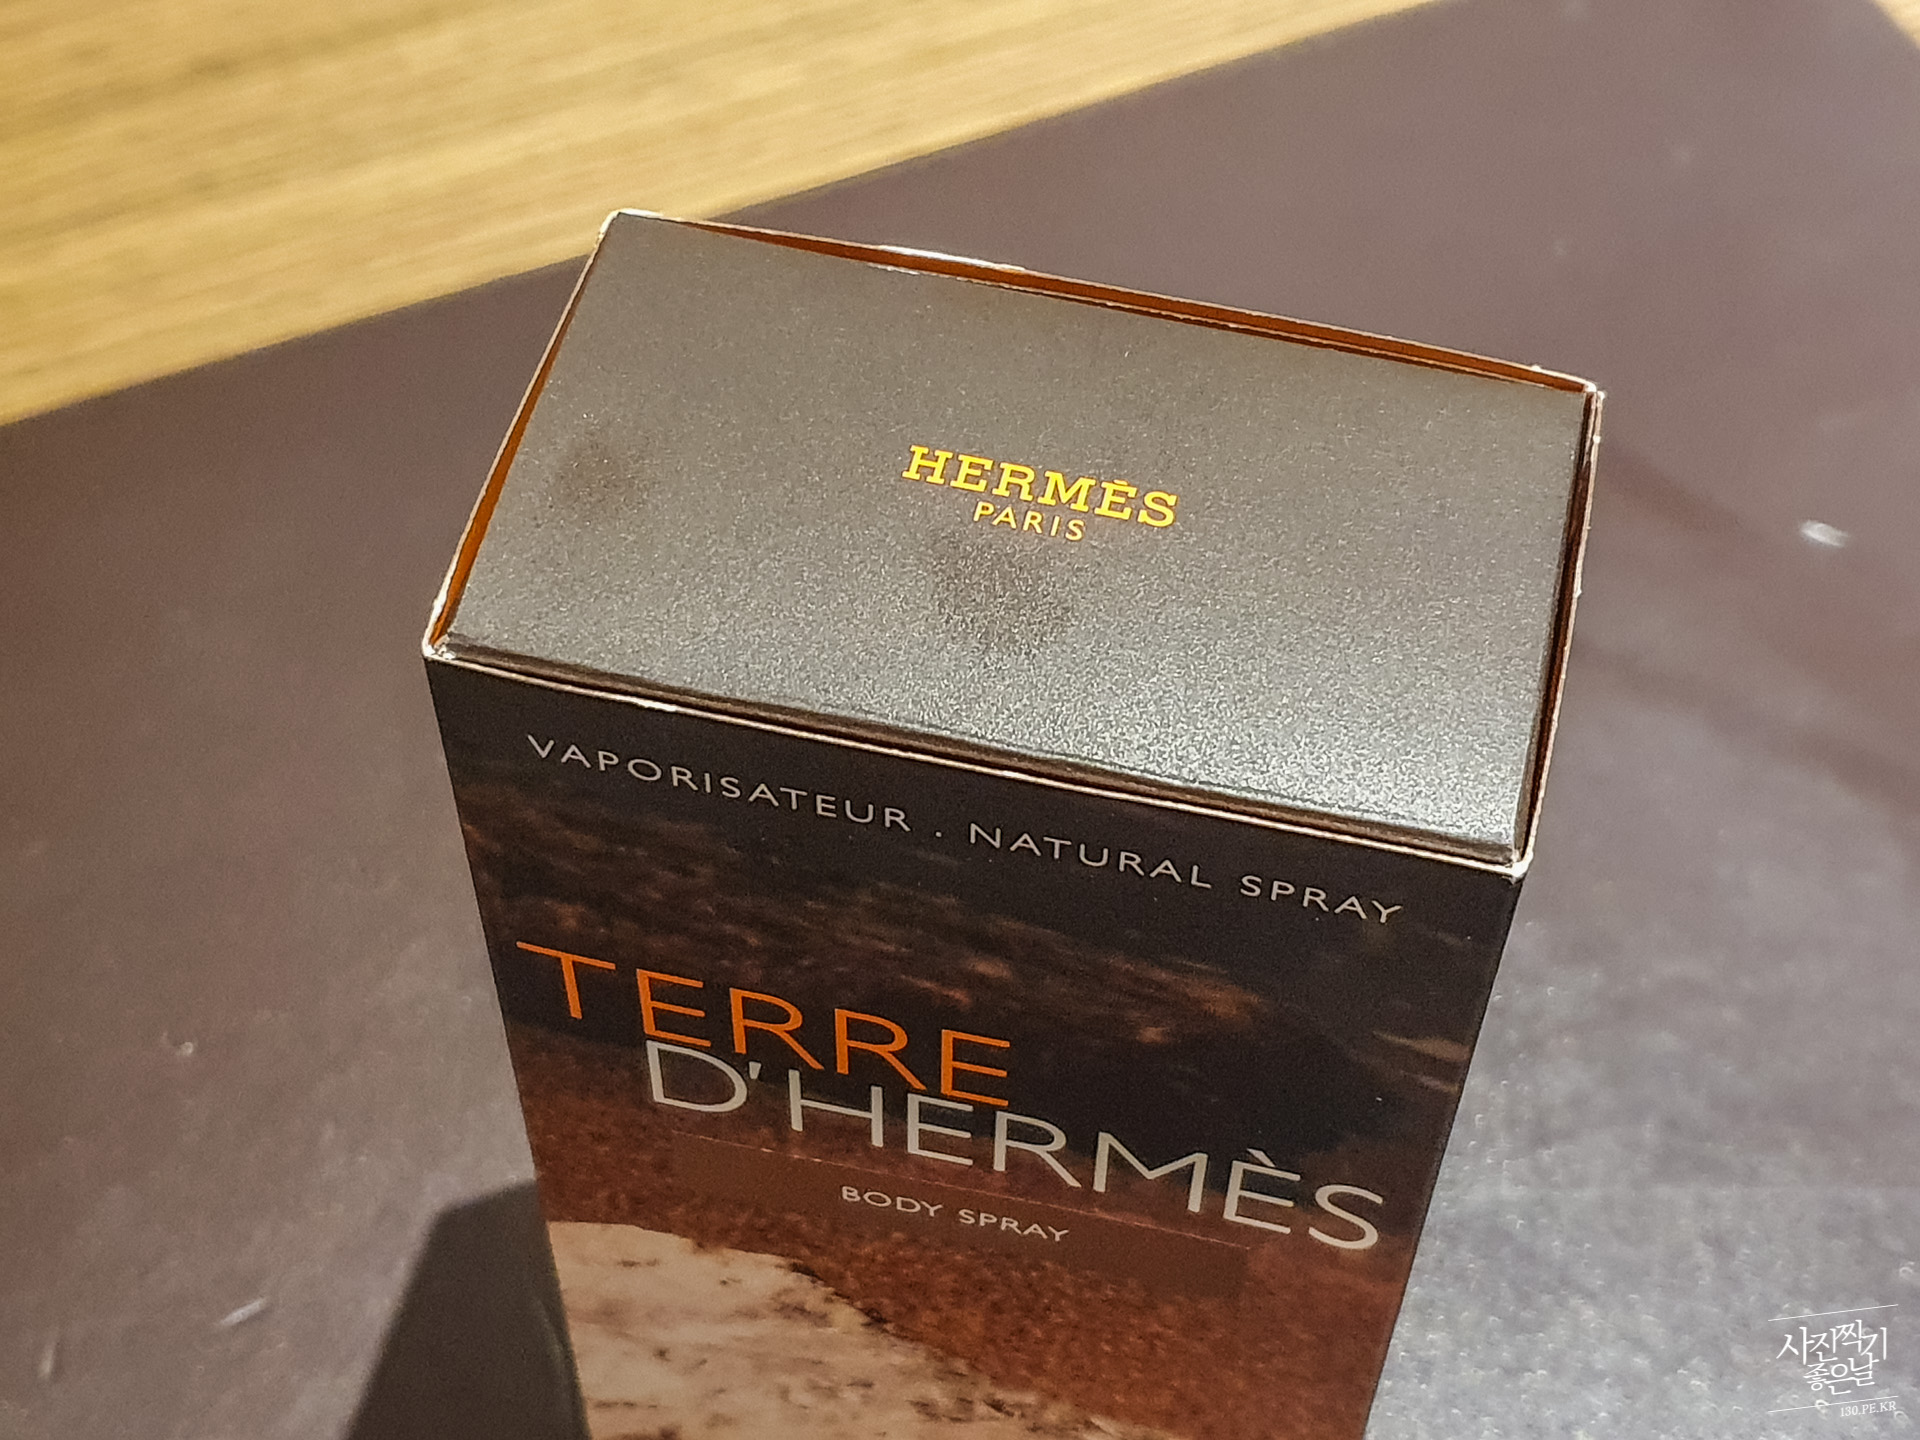 HERMÈS
PARIS
VAPORISATEUR . NATURAL SPRAY
TERRE
D'HERMÈS
BODY SPRAY
사진찍기
좋은날
130.PE.KR